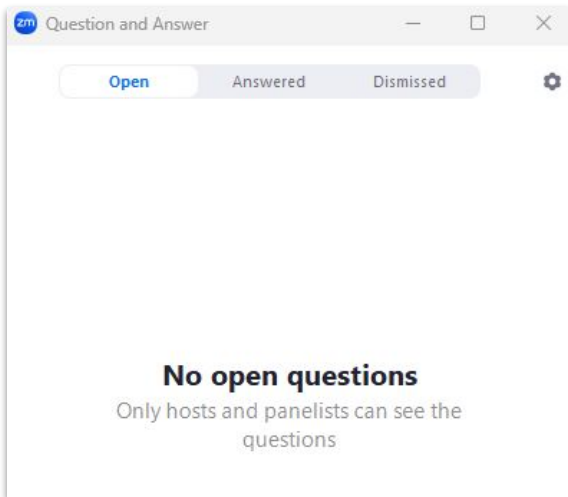 zm Question and Answer
Open Answered Dismissed
No open questions
Only hosts and panelists can see the
questions